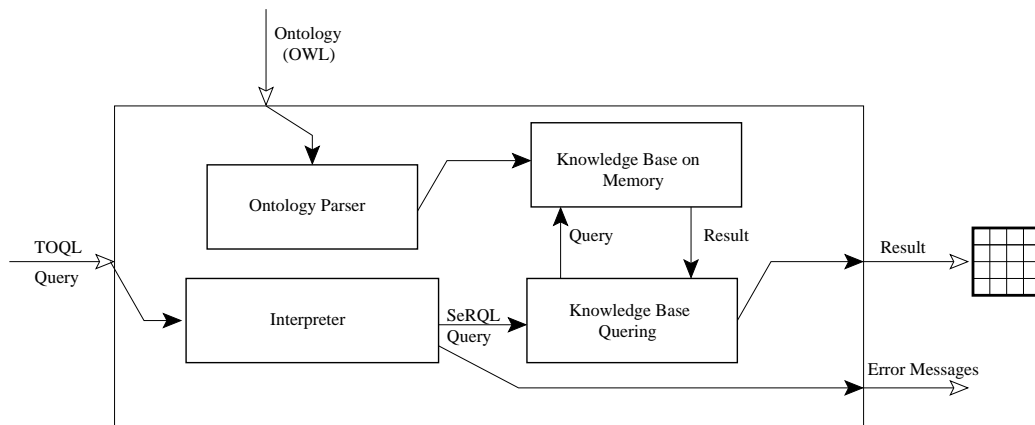 Ontology
(OWL)
Knowledge Base on
Memory
Ontology Parser
TOQL
Query
Query
Result
Result
Interpreter
SeRQL
Query
Knowledge Base
Quering
Error Messages